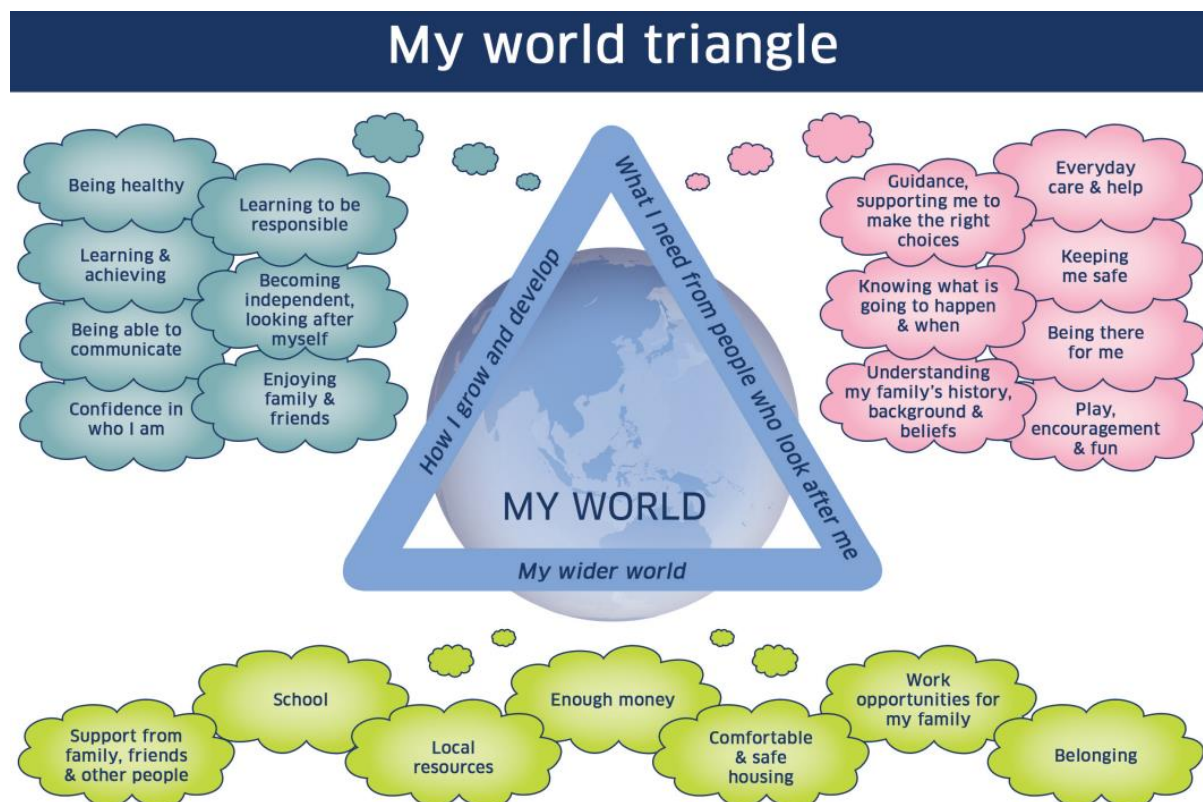 My world triangle
Being healthy
Learning to be
responsible
Learning &
achieving
Becoming
independent,
looking after
myself
Being able to
communicate
Enjoying
family &
friends
Confidence in
who I am
How I grow and develop
What I need from people who look after me
MY WORLD
My wider world
Everyday
care & help
Guidance,
supporting me to
make the right
choices
Keeping
me safe
Knowing what is
going to happen
& when
Being there
for me
Understanding
my family's history,
background &
beliefs
Play,
encouragement
& fun
Support from
family, friends
& other people
School
Local
resources
Enough money
Comfortable
& safe
housing
Work
opportunities for
my family
Belonging